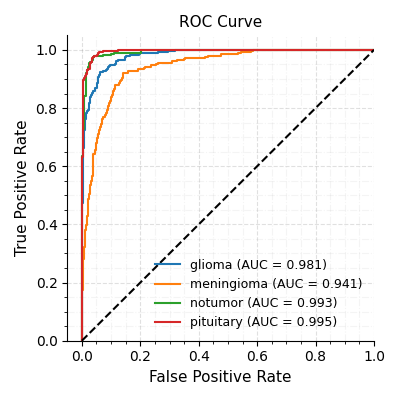 ROC Curve
True Positive Rate
1.0
0.8
0.6
0.4
0.2
0.0
glioma (AUC = 0.981)
meningioma (AUC = 0.941)
notumor (AUC = 0.993)
pituitary (AUC = 0.995)
0.0 0.2 0.4 0.6 0.8 1.0
False Positive Rate